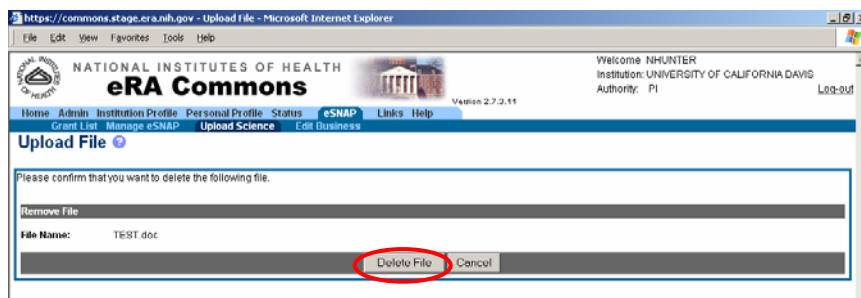 https://commons.stage.era.nih.gov - Upload File - Microsoft Internet Explorer
File Edit View Favorites Tools Help
NATIONAL INSTITUTES OF HEALTH
eRA Commons
Version 2.7.3.11
Welcome NHUNTER
Institution: UNIVERSITY OF CALIFORNIA DAVIS
Authority: PI
Log-out
Home Admin Institution Profile Personal Profile Status eSNAP Links Help
Grant List Manage eSNAP Upload Science Edit Business
Upload File ?
Please confirm that you want to delete the following file.
Remove File
File Name: TEST.doc
Delete File Cancel